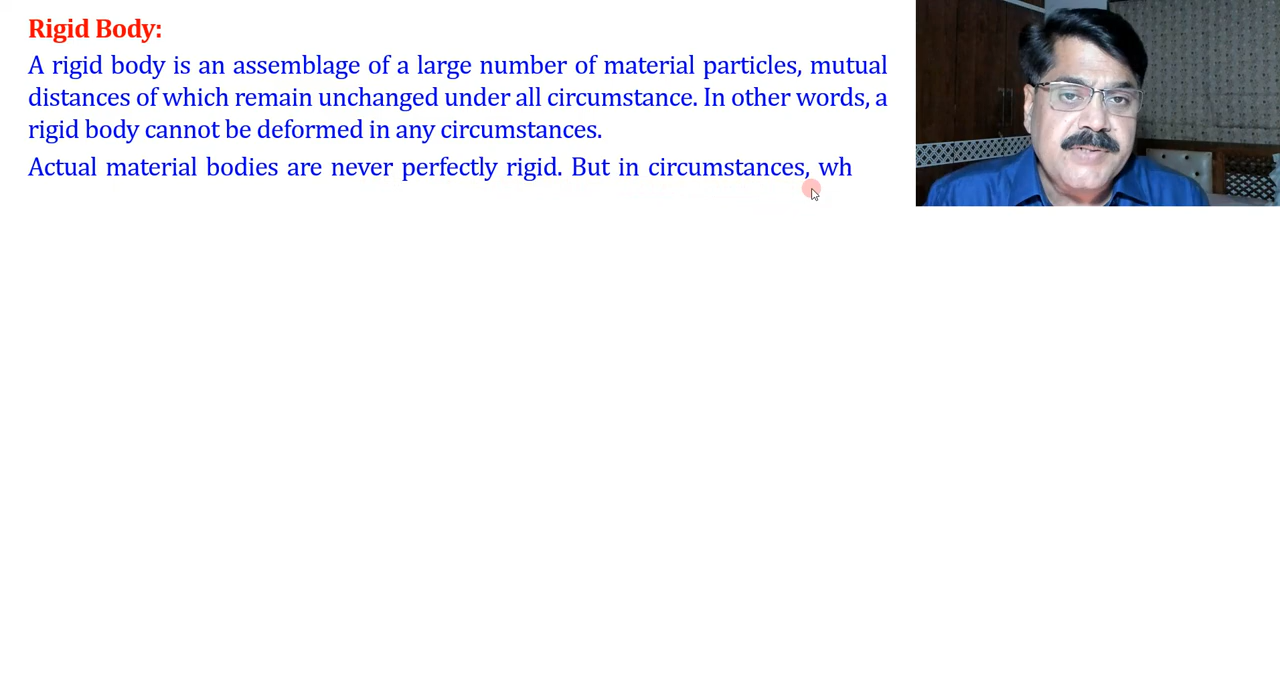 Rigid Body:
A rigid body is an assemblage of a large number of material particles, mutual
distances of which remain unchanged under all circumstance. In other words, a
rigid body cannot be deformed in any circumstances.
Actual material bodies are never perfectly rigid. But in circumstances, wh